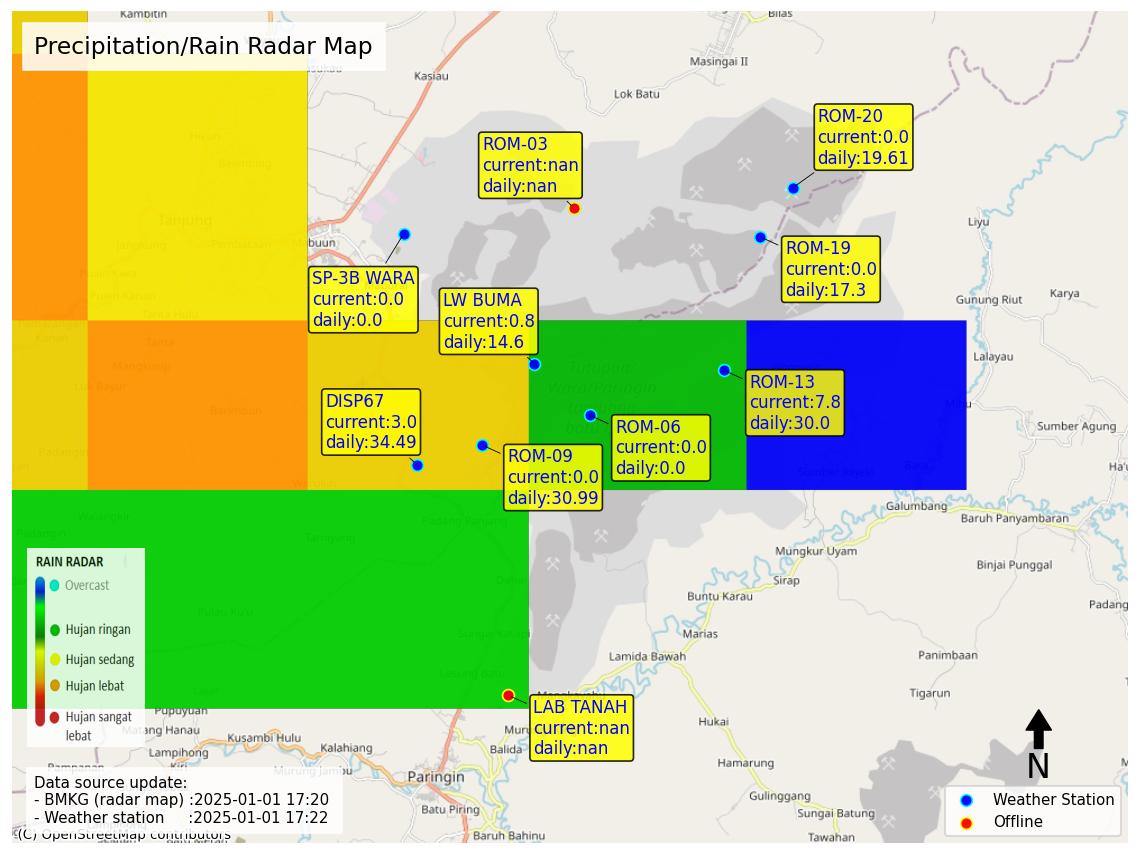 Kambitin
Bilas
Precipitation/Rain Radar Map
Masingai II
Kasiau
Lok Batu
ROM-20
current:0.0
daily:19.61
ROM-03
current:nan
daily:nan
Tanjung
Mabuun
Liyu
ROM-19
current:0.0
daily:17.3
SP-3B WARA
current:0.0
daily:0.0
LW BUMA
current:0.8
daily:14.6
Karya
Gunung Riut
Lalayau
ROM-13
current:7.8
daily:30.0
DISP67
current:3.0
daily:34.49
ROM-06
current:0.0
daily:0.0
Sumber Agung
ROM-09
current:0.0
daily:30.99
Galumbang
Baruh Panyambaran
Padang Panjang
Mungkur Uyam
Binjai Punggal
Sirap
Buntu Karau
Marias
Lamida Bawah
Panimbaan
Tigarun
RAIN RADAR
Overcast
Hujan ringan
Hujan sedang
Hujan lebat
Hujan sangat
lebat
LAB TANAH
current:nan
daily:nan
Pupuyuan
Matang Hanau
Kusambi Hulu
Lampihong
Kalahiang
Murung Jambu
Balida
Hukai
Hamarung
Paringin
Batu Piring
Gulinggang
Sungai Batung
Tawahan
Baruh Bahinu
N
Data source update:
- BMKG (radar map) :2025-01-01 17:20
- Weather station :2025-01-01 17:22
(C) OpenStreetMap contributors
Weather Station
Offline